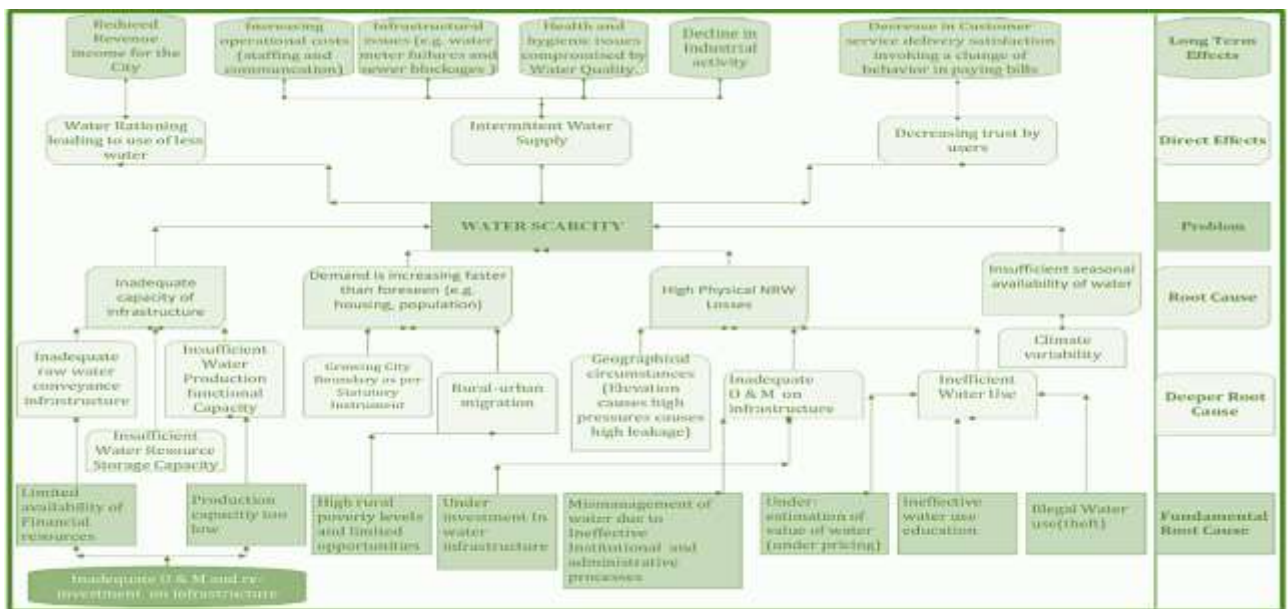 Reduced
Revenue
income for the
City
Increasing
operational costs
(staffing and
communcation)
Infrastructural
issues (e.g. water
meter failures and
sewer blockages )
Health and
hygienic issues
compromised by
Water Quality.
Decline in
Industrial
activity
Decrease in Customer
service delivery satisfaction
invoking a change of
behavior in paying bills
Long Term
Effects
Water Rationing
leading to use of less
water
Intermittent Water
Supply
Decreasing trust by
users
Direct Effects
WATER SCARCITY
Problem
Inadequate
capacity of
infrastructure
Demand is increasing faster
than foreseen (e.g.
housing, population)
High Physical NRW
Losses
Insufficient seasonal
availability of water
Root Cause
Inadequate
raw water
conveyance
infrastructure
Insufficient
Water
Production
functional
Capacity
Growing City
Boundary as per
Statutory
Instrument
Rural-urban
migration
Geographical
circumstances
(Elevation
causes high
pressures causes
high leakage)
Inadequate
O & M on
infrastructure
Inefficient
Water Use
Climate
variability
Deeper Root
Cause
Insufficient
Water Resource
Storage Capacity
Limited
availability of
Financial
resources
Production
capacitiy too
low
High rural
poverty levels
and limited
opportunities
Under
investment In
water
infrastructure
Mismanagement of
water due to
Ineffective
Institutional and
administrative
processes
Under-
estimation of
value of water
(under pricing)
Ineffective
water use
education
Illegal Water
use(theft)
Fundamental
Root Cause
Inadequate O & M and re-
investment on infrastructure